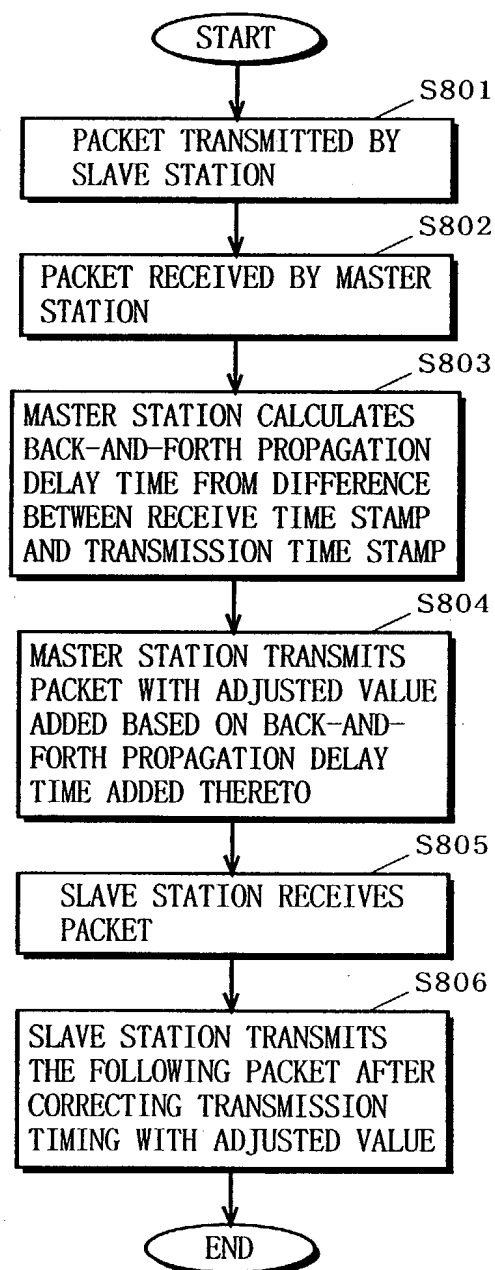 START
S801
PACKET TRANSMITTED BY
SLAVE STATION
S802
PACKET RECEIVED BY MASTER
STATION
S803
MASTER STATION CALCULATES
BACK-AND-FORTH PROPAGATION
DELAY TIME FROM DIFFERENCE
BETWEEN RECEIVE TIME STAMP
AND TRANSMISSION TIME STAMP
S804
MASTER STATION TRANSMITS
PACKET WITH ADJUSTED VALUE
ADDED BASED ON BACK-AND-
FORTH PROPAGATION DELAY
TIME ADDED THERETO
S805
SLAVE STATION RECEIVES
PACKET
S806
SLAVE STATION TRANSMITS
THE FOLLOWING PACKET AFTER
CORRECTING TRANSMISSION
TIMING WITH ADJUSTED VALUE
END